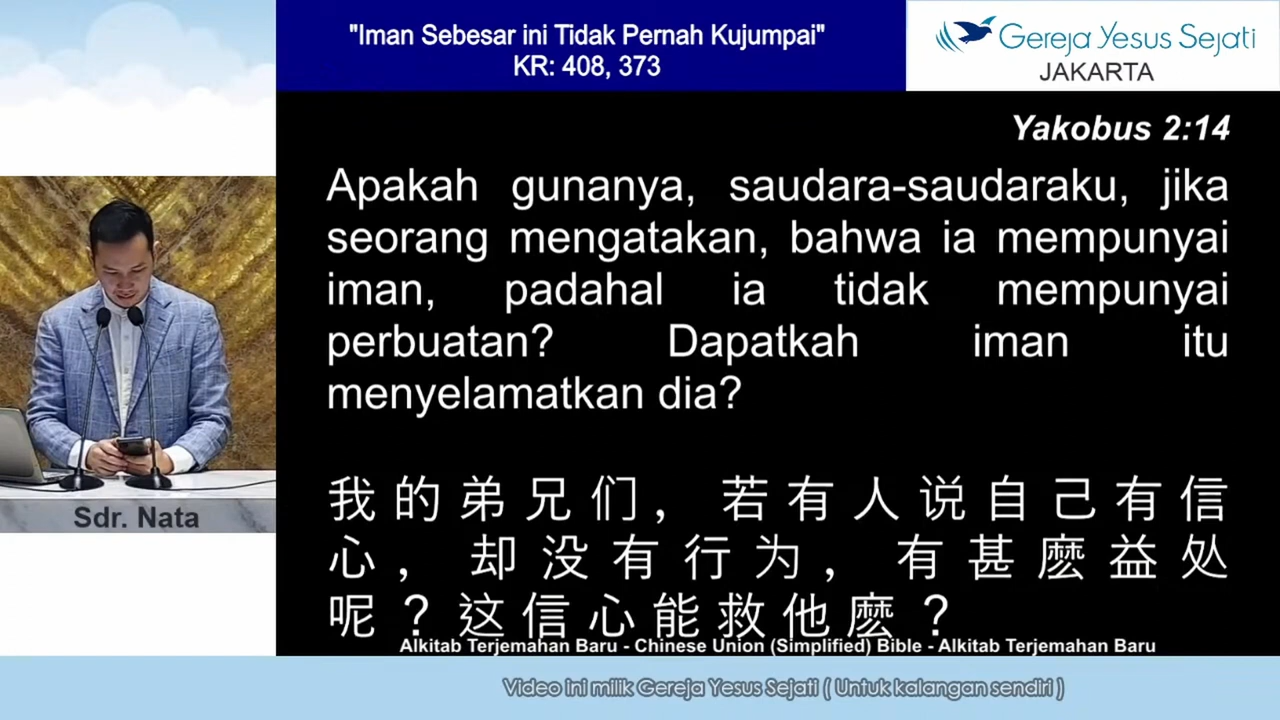 "Iman Sebesar ini Tidak Pernah Kujumpai"
KR: 408, 373
Gereja Yesus Sejati
JAKARTA
Yakobus 2:14
Apakah gunanya, saudara-saudaraku, jika
seorang mengatakan, bahwa ia mempunyai
iman, padahal ia tidak mempunyai
perbuatan? Dapatkah iman itu
menyelamatkan dia?
我的弟兄们，若有人说自己有信
心，却没有行为，有甚麽益处
呢？这信心能救他麽？
Alkitab Terjemahan Baru - Chinese Union (Simplified) Bible - Alkitab Terjemahan Baru
Sdr. Nata
Video ini milik Gereja Yesus Sejati ( Untuk kalangan sendiri )